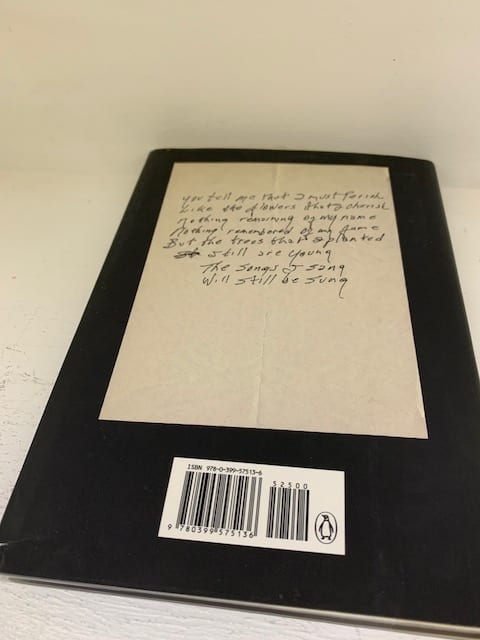 you tell me that I must Perish
Like the flowers that I cherish
Nothing remaining of my name
Nothing remembered of my fame
But the trees that I planted
Still are young
The songs I sang
Will still be sung
ISBN 978-0-399-57513-6
52500
9 780399 575136